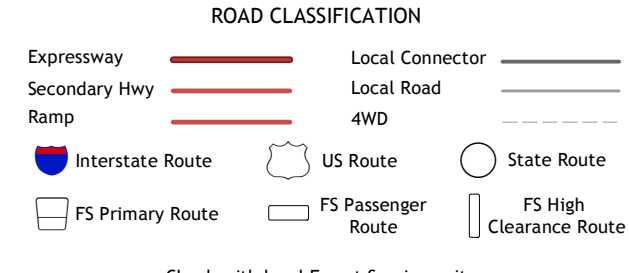 ROAD CLASSIFICATION
Expressway
Local Connector
Secondary Hwy
Local Road
Ramp
4WD
Interstate Route
US Route
State Route
FS Primary Route
FS Passenger
Route
FS High
Clearance Route